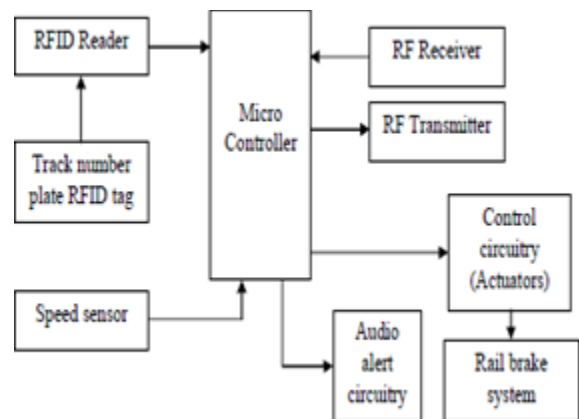 RFID Reader
RF Receiver
Micro
Controller
RF Transmitter
Track number
plate RFID tag
Control
circuitry
(Actuators)
Speed sensor
Audio
alert
circuitry
Rail brake
system